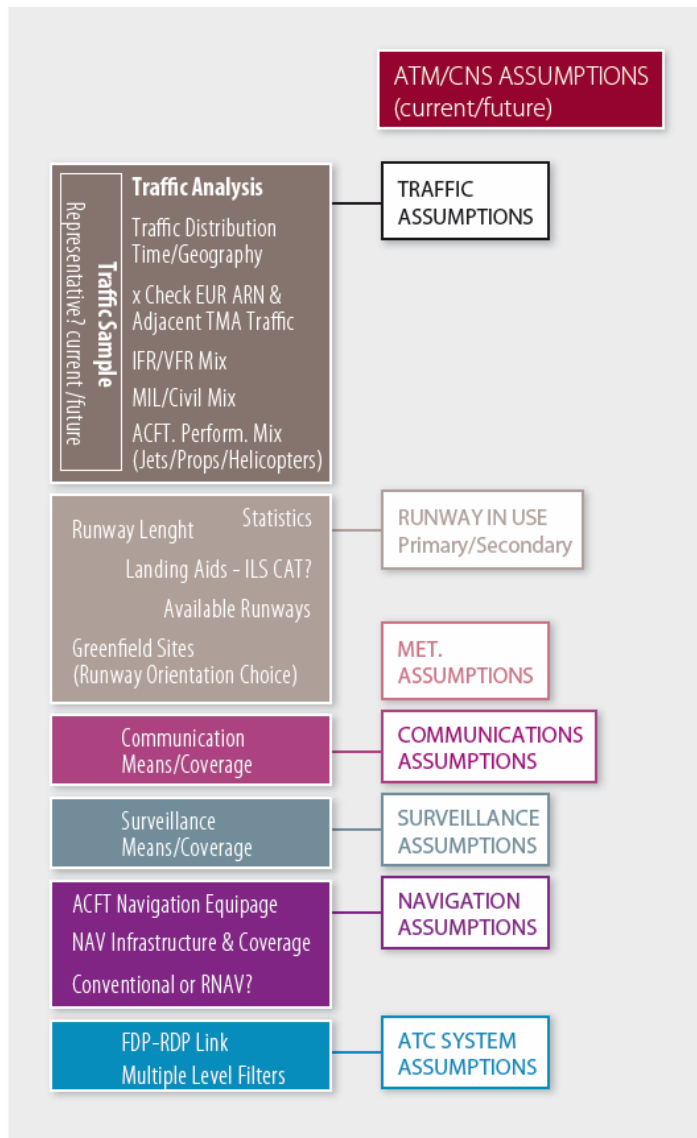 ATM/CNS ASSUMPTIONS
(current/future)
Traffic Sample
Representative? current /future
Traffic Analysis
Traffic Distribution
Time/Geography
x Check EUR ARN &
Adjacent TMA Traffic
IFR/VFR Mix
MIL/Civil Mix
ACFT. Perform. Mix
(Jets/Props/Helicopters)
TRAFFIC
ASSUMPTIONS
Statistics
Runway Lenght
Landing Aids - ILS CAT?
Available Runways
Greenfield Sites
(Runway Orientation Choice)
RUNWAY IN USE
Primary/Secondary
MET.
ASSUMPTIONS
Communication
Means/Coverage
COMMUNICATIONS
ASSUMPTIONS
Surveillance
Means/Coverage
SURVEILLANCE
ASSUMPTIONS
ACFT Navigation Equipage
NAV Infrastructure & Coverage
Conventional or RNAV?
NAVIGATION
ASSUMPTIONS
FDP-RDP Link
Multiple Level Filters
ATC SYSTEM
ASSUMPTIONS